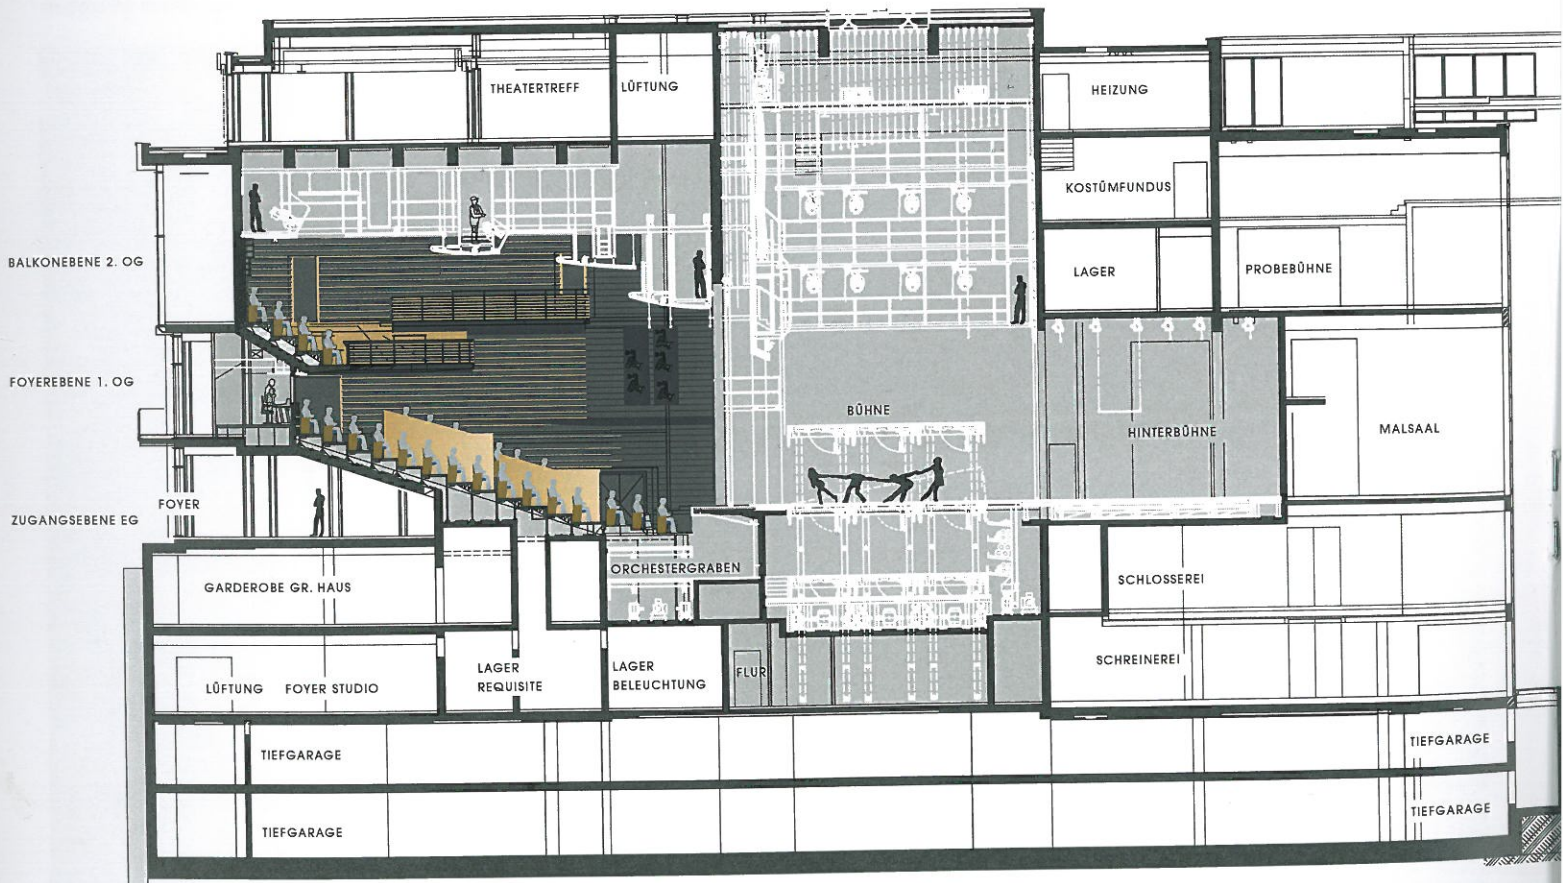 THEATERTREFF
LÜFTUNG
HEIZUNG
KOSTÜMFUNDUS
BALKONEBENE 2. OG
LAGER
PROBEBÜHNE
FOYEREBENE 1. OG
BÜHNE
HINTERBÜHNE
MALSAAL
FOYER
ZUGANGSEBENE EG
ORCHESTERGRABEN
GARDEROBE GR. HAUS
SCHLOSSEREI
LAGER
REQUISITE
LAGER
BELEUCHTUNG
FLUR
SCHREINEREI
LÜFTUNG
FOYER STUDIO
TIEFGARAGE
TIEFGARAGE
TIEFGARAGE
TIEFGARAGE